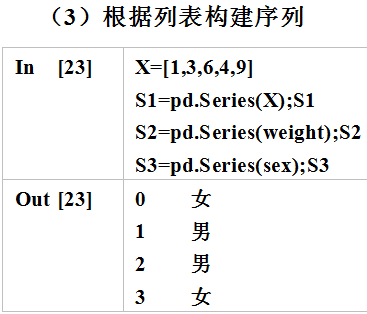 （3）根据列表构建序列
In [23] X=[1,3,6,4,9]
S1=pd.Series(X);S1
S2=pd.Series(weight);S2
S3=pd.Series(sex);S3
Out [23] 0 女
1 男
2 男
3 女